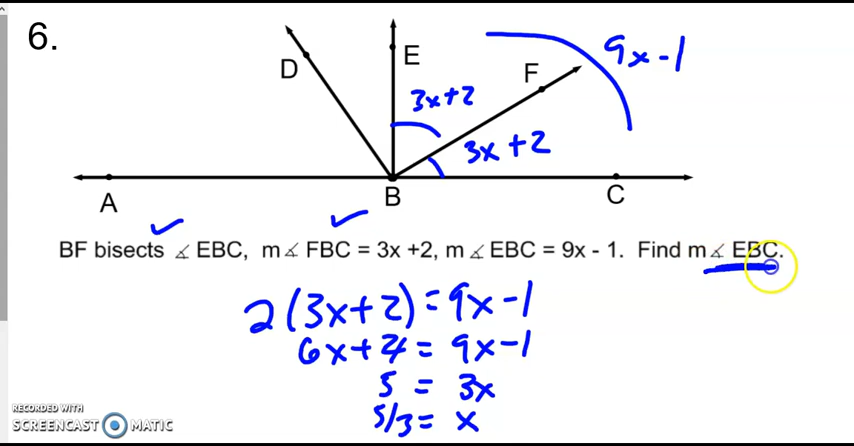 6.
D
E
F
9x-1
3x+2
3x+2
A
B
C
BF bisects ∡ EBC, m∡ FBC = 3x +2, m ∡ EBC = 9x - 1. Find m∡ EBC.
2(3x+2)=9x-1
6x+4=9x-1
5 = 3x
5/3= x
RECORDED WITH
SCREENCAST MATIC